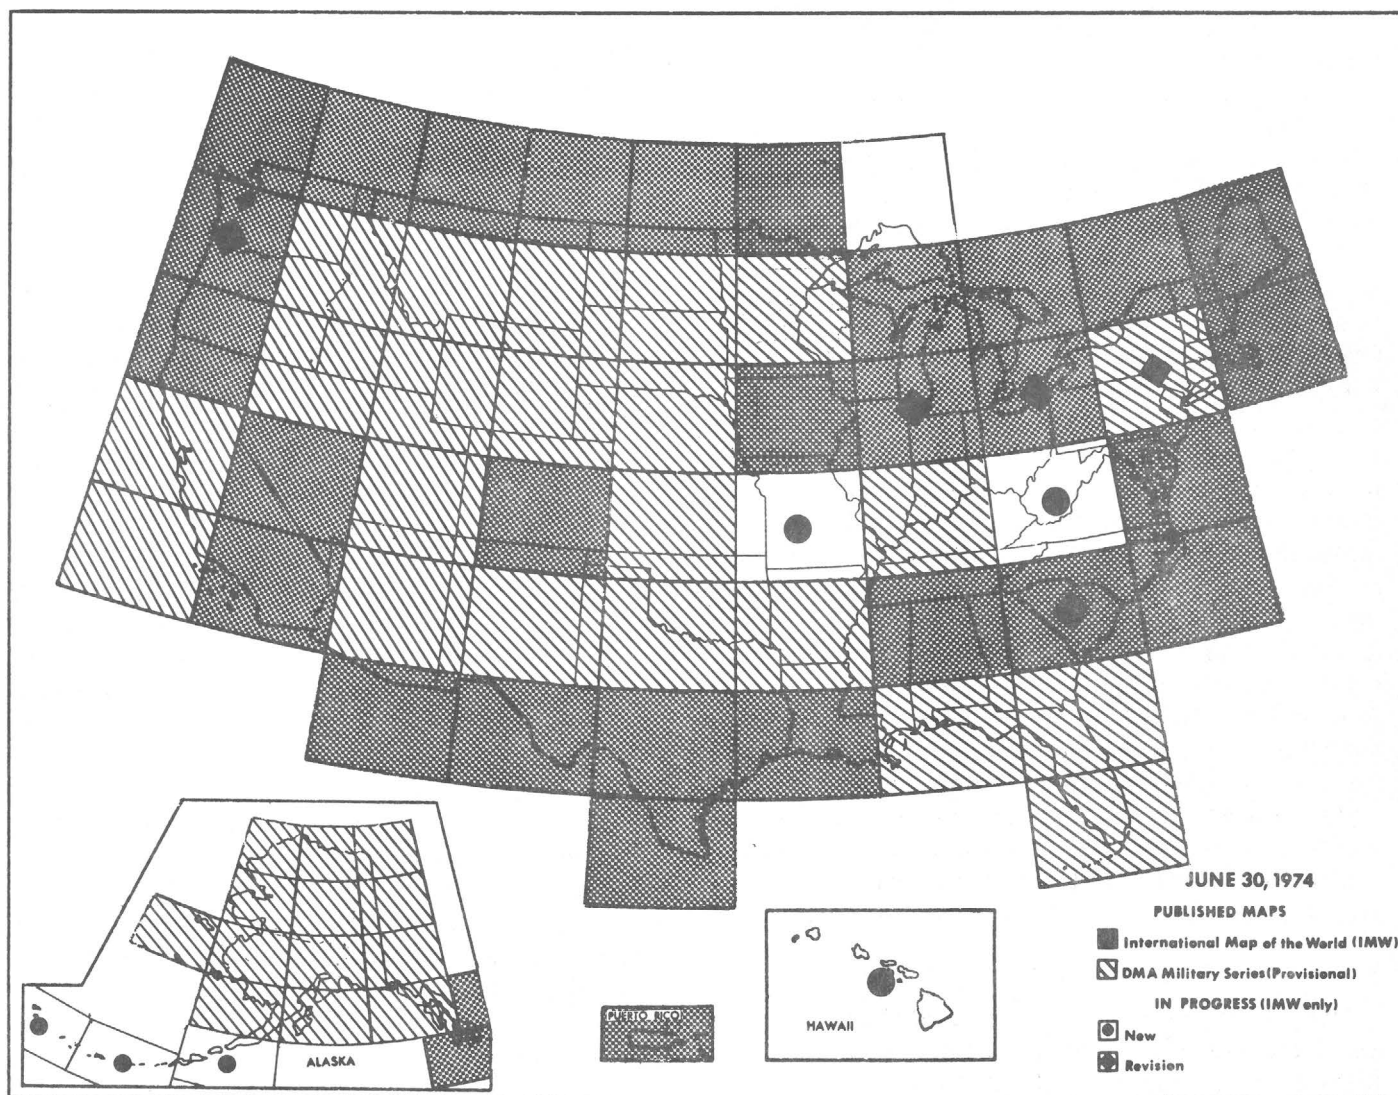 JUNE 30, 1974
PUBLISHED MAPS
International Map of the World (IMW)
DMA Military Series (Provisional)
IN PROGRESS (IMW only)
New
Revision
PUERTO RICO
HAWAII
ALASKA